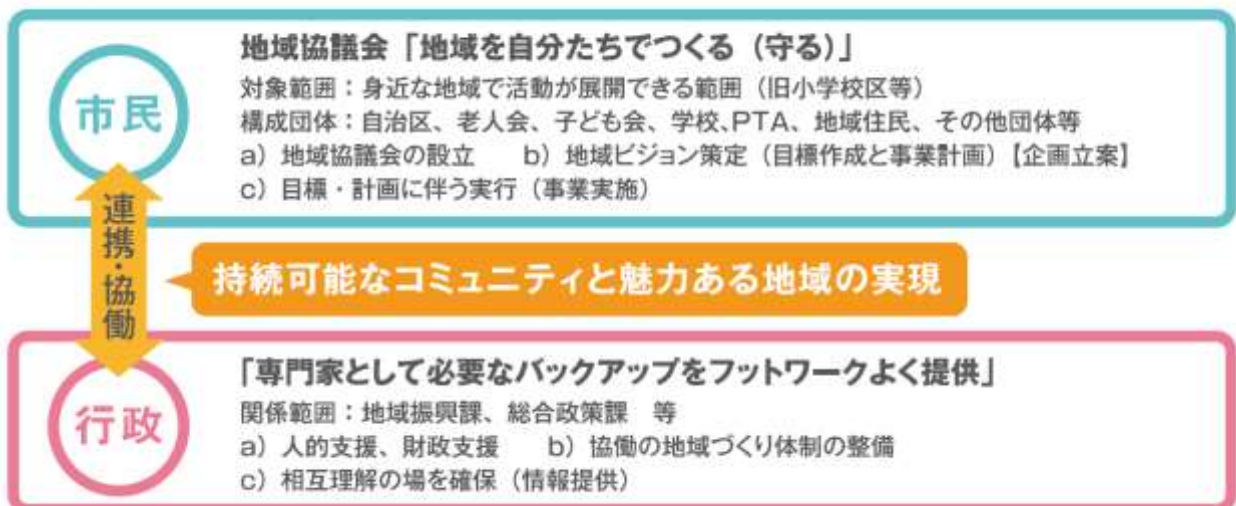 市民
地域協議会「地域を自分たちでつくる（守る）」
対象範囲：身近な地域で活動が展開できる範囲（旧小学校区等）
構成団体：自治区、老人会、子ども会、学校、PTA、地域住民、その他団体等
a）地域協議会の設立　b）地域ビジョン策定（目標作成と事業計画）【企画立案】
c）目標・計画に伴う実行（事業実施）
連携・協働
持続可能なコミュニティと魅力ある地域の実現
行政
「専門家として必要なバックアップをフットワークよく提供」
関係範囲：地域振興課、総合政策課　等
a）人的支援、財政支援　b）協働の地域づくり体制の整備
c）相互理解の場を確保（情報提供）